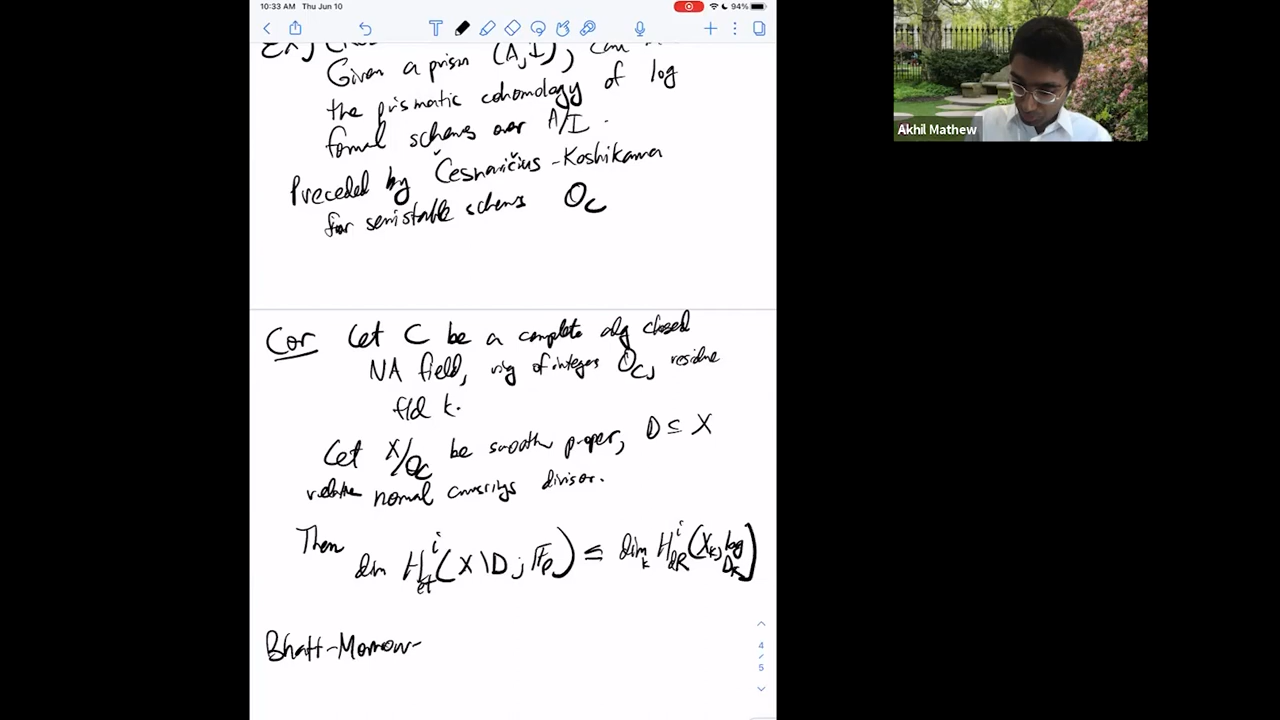 10:33 AM Thu Jun 10
94%
Given a prism (A, I), can
the prismatic cohomology of log
formal schemes over A/I.
Preceded by Česnavičius - Koshikawa
for semistable schemes O_C
Cor Let C be a complete alg closed
NA field, ring of integers O_C, residue
fld k.
Let X/O_C be smooth proper, D ⊆ X
relative normal crossings divisor.
Then dim H^i_et(X \ D; F_p) ≤ dim_k H^i_dR(X_k, log D_k)
Bhatt-Morrow-
4
/
5
Akhil Mathew